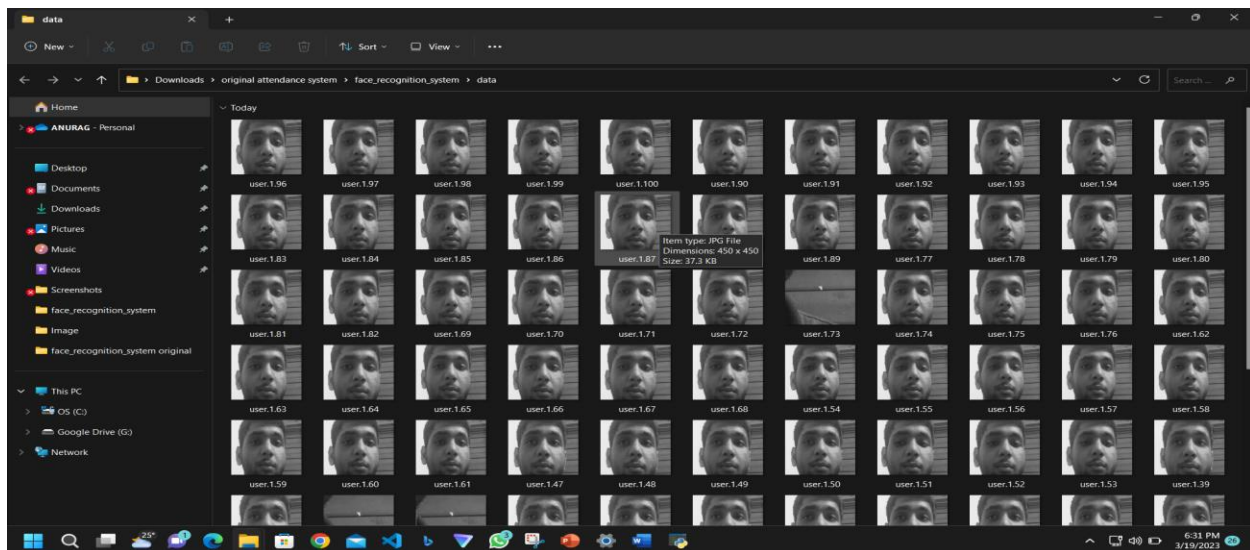 data
New
Sort
View
Downloads > original attendance system > face_recognition_system > data
Search ...
Home
ANURAG - Personal
Desktop
Documents
Downloads
Pictures
Music
Videos
Screenshots
face_recognition_system
Image
face_recognition_system original
This PC
OS (C:)
Google Drive (G:)
Network
Today
user.1.96 user.1.97 user.1.98 user.1.99 user.1.100 user.1.90 user.1.91 user.1.92 user.1.93 user.1.94 user.1.95
user.1.83 user.1.84 user.1.85 user.1.86 user.1.87 user.1.89 user.1.77 user.1.78 user.1.79 user.1.80
Item type: JPG File
Dimensions: 450 x 450
Size: 37.3 KB
user.1.81 user.1.82 user.1.69 user.1.70 user.1.71 user.1.72 user.1.73 user.1.74 user.1.75 user.1.76 user.1.62
user.1.63 user.1.64 user.1.65 user.1.66 user.1.67 user.1.68 user.1.54 user.1.55 user.1.56 user.1.57 user.1.58
user.1.59 user.1.60 user.1.61 user.1.47 user.1.48 user.1.49 user.1.50 user.1.51 user.1.52 user.1.53 user.1.39
25°
6:31 PM
3/19/2023